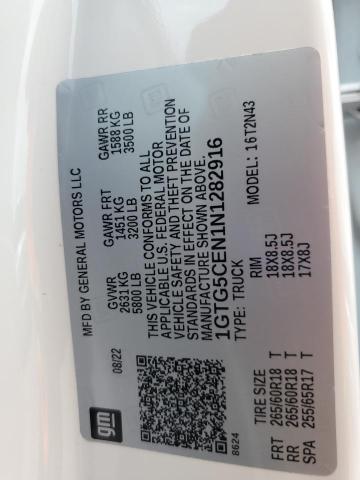 gm
MFD BY GENERAL MOTORS LLC
08/22
GVWR GAWR FRT GAWR RR
2631 KG 1451 KG 1588 KG
5800 LB 3200 LB 3500 LB
THIS VEHICLE CONFORMS TO ALL
APPLICABLE U.S. FEDERAL MOTOR
VEHICLE SAFETY AND THEFT PREVENTION
STANDARDS IN EFFECT ON THE DATE OF
MANUFACTURE SHOWN ABOVE.
1GTG5CEN1N1282916
TYPE: TRUCK MODEL: 16T2N43
8624
TIRE SIZE RIM
FRT 265/60R18 T 18X8.5J
RR 265/60R18 T 18X8.5J
SPA 255/65R17 T 17X8J